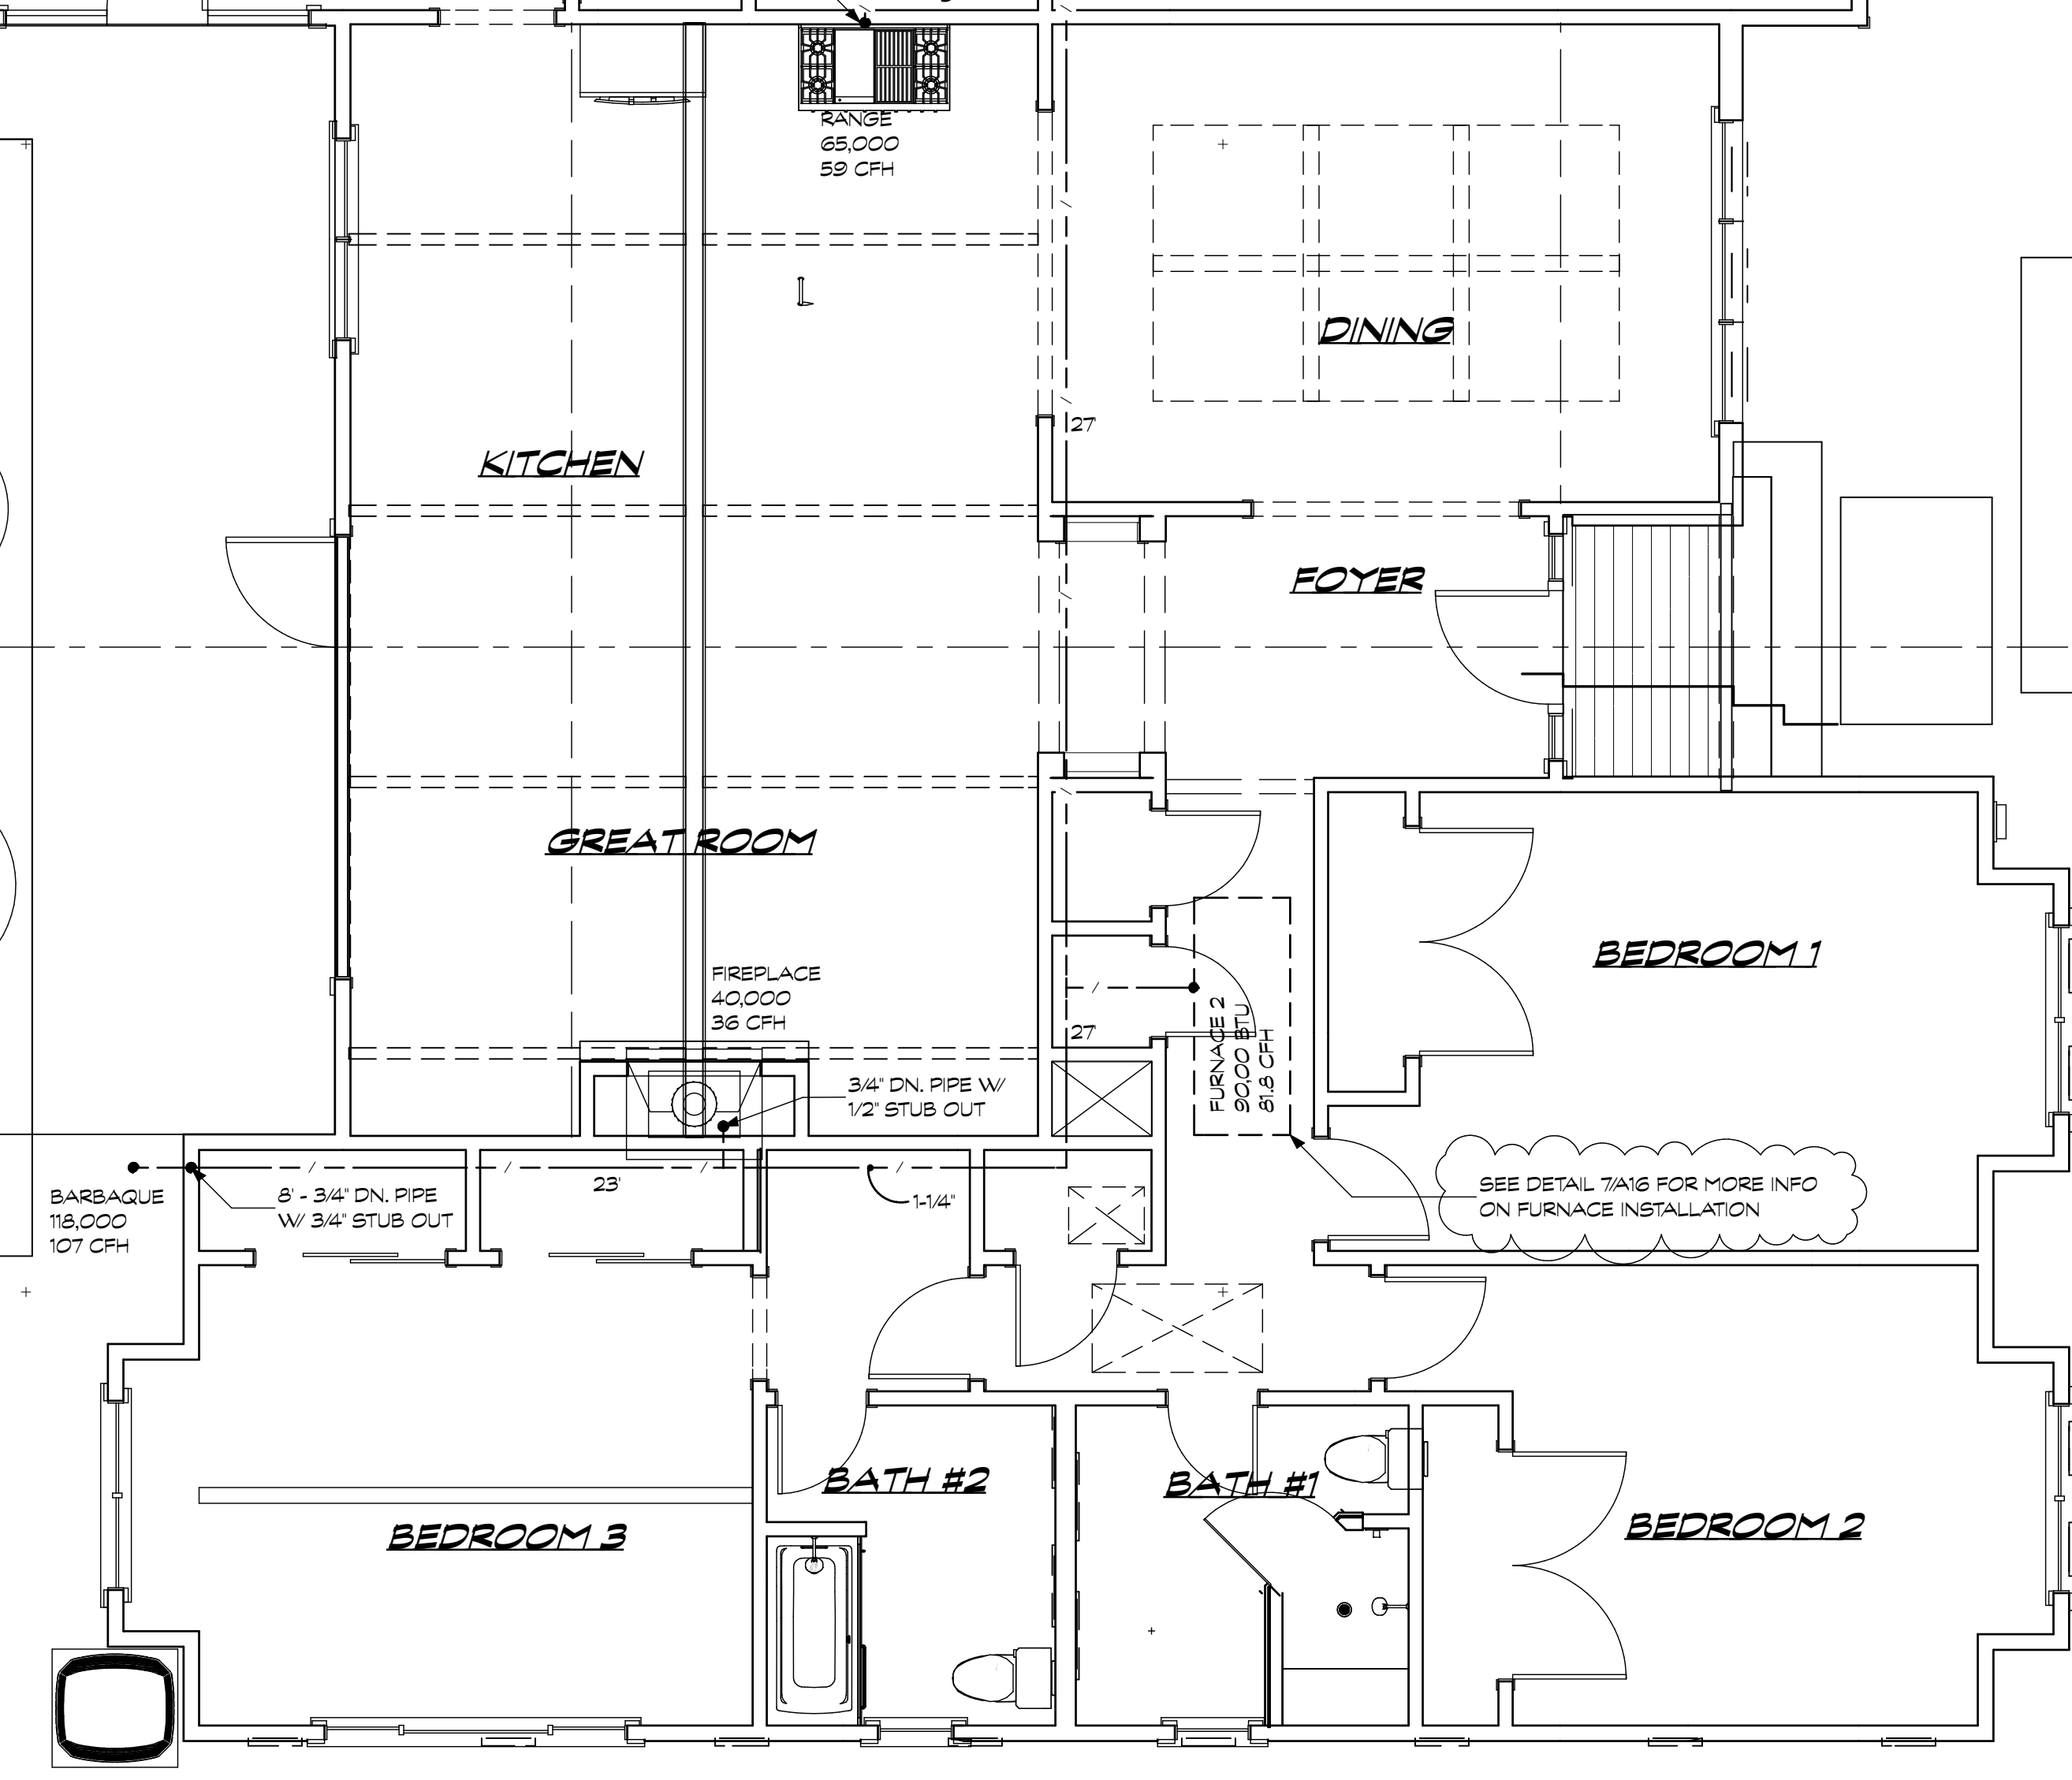 RANGE
65,000
59 CFH
DINING
27'
KITCHEN
FOYER
GREAT ROOM
BEDROOM 1
FIREPLACE
40,000
36 CFH
FURNACE 2
90,00 BTU
81.8 CFH
27'
3/4" DN. PIPE W/
1/2" STUB OUT
SEE DETAIL 7/A16 FOR MORE INFO
ON FURNACE INSTALLATION
BARBAQUE
118,000
107 CFH
8' - 3/4" DN. PIPE
W/ 3/4" STUB OUT
23'
1-1/4"
BATH #2
BATH #1
BEDROOM 3
BEDROOM 2